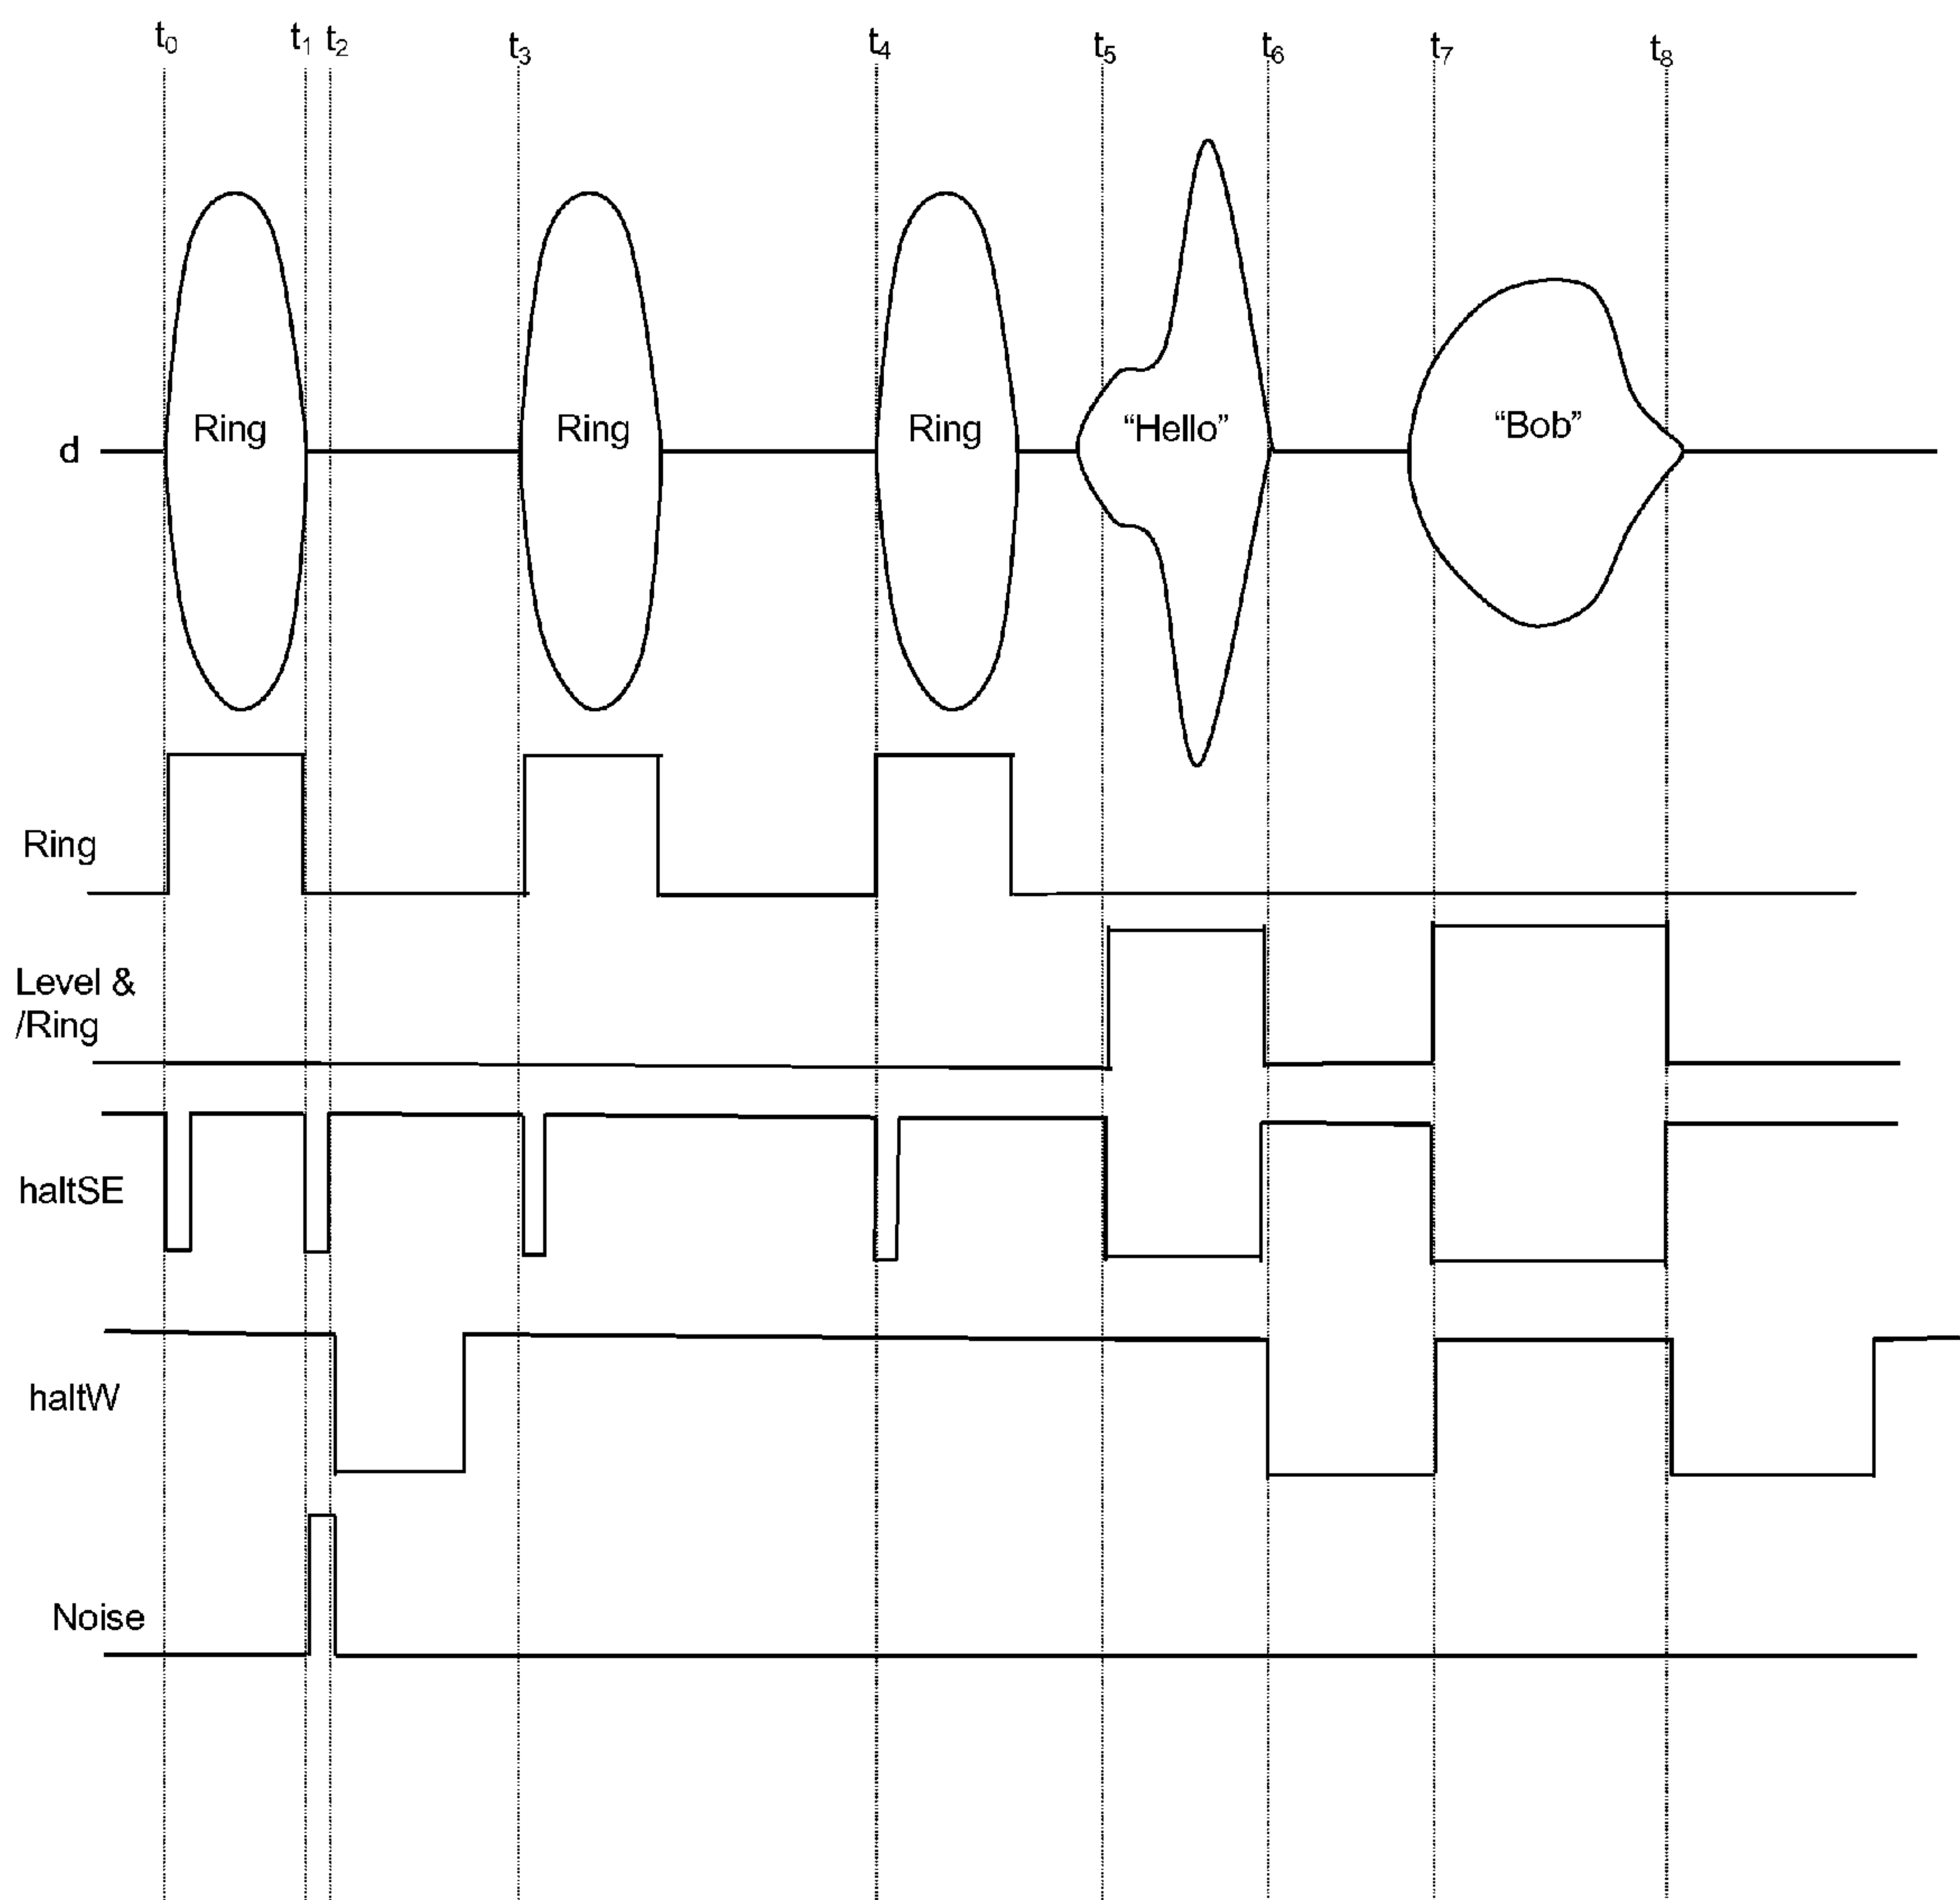 t0 t1 t2 t3 t4 t5 t6 t7 t8
d Ring Ring Ring “Hello” “Bob”
Ring
Level &
/Ring
haltSE
haltW
Noise